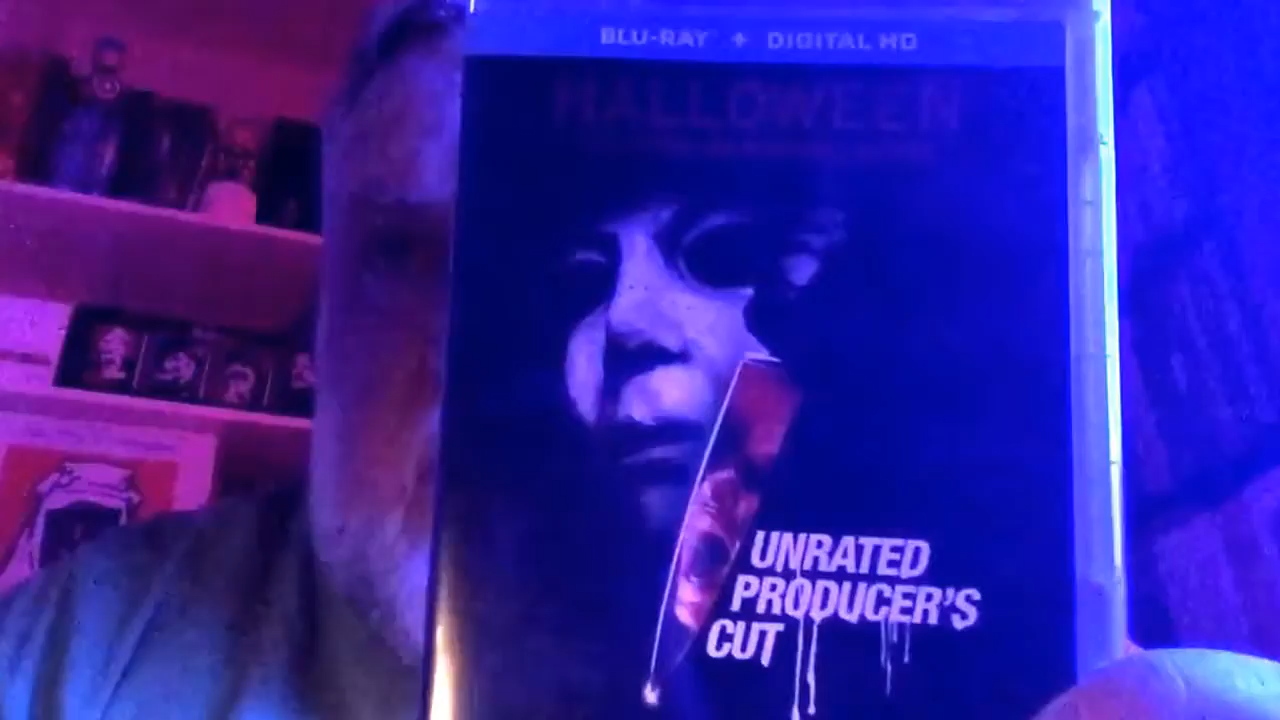 BLU-RAY + DIGITAL HD
HALLOWEEN
UNRATED
PRODUCER'S
CUT